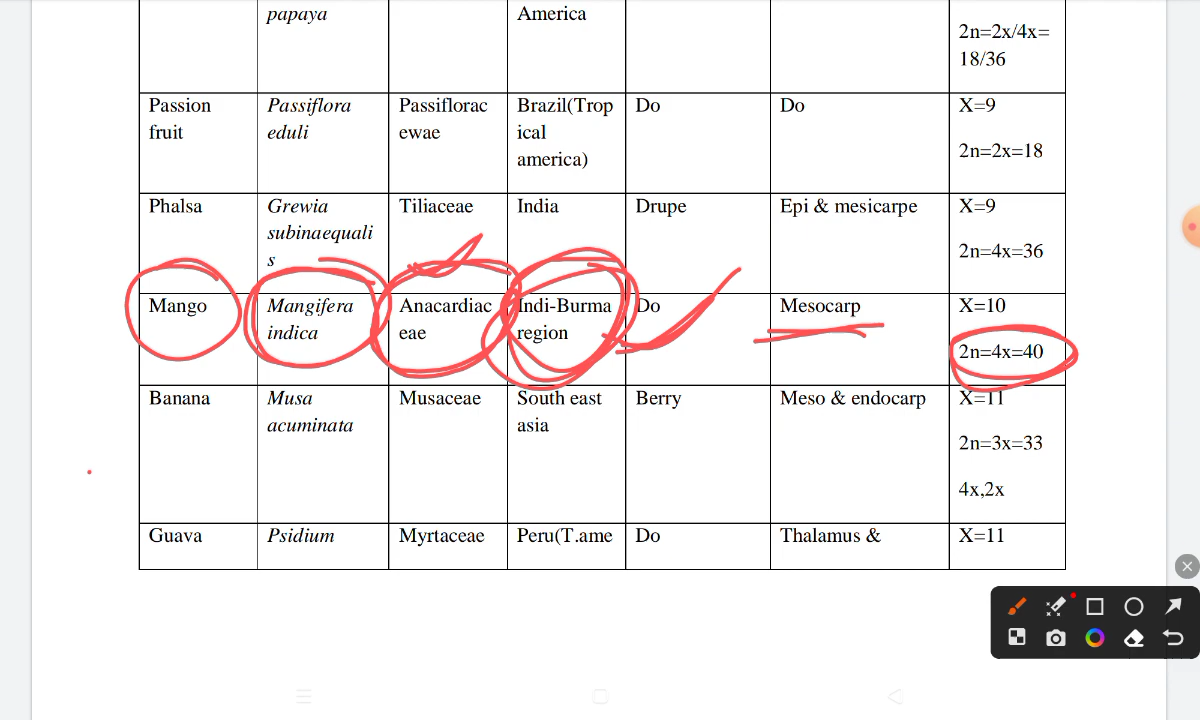 papaya
America
2n=2x/4x=
18/36
Passion
fruit
Passiflora
eduli
Passiflorac
ewae
Brazil(Trop
ical
america)
Do
Do
X=9
2n=2x=18
Phalsa
Grewia
subinaequali
s
Tiliaceae
India
Drupe
Epi & mesicarpe
X=9
2n=4x=36
Mango
Mangifera
indica
Anacardiac
eae
Indi-Burma
region
Do
Mesocarp
X=10
2n=4x=40
Banana
Musa
acuminata
Musaceae
South east
asia
Berry
Meso & endocarp
X=11
2n=3x=33
4x,2x
Guava
Psidium
Myrtaceae
Peru(T.ame
Do
Thalamus &
X=11